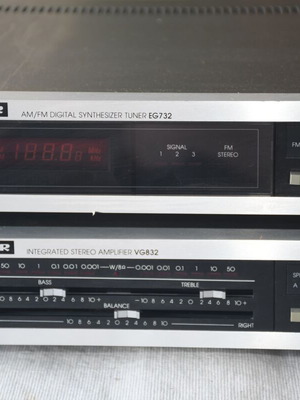 R
AM/FM DIGITAL SYNTHESIZER TUNER EG732
SIGNAL
1 2 3
FM
STEREO
FM
R
INTEGRATED STEREO AMPLIFIER VG832
50 10 1 0.1 0.01 0.001 W/8Ω 0.001 0.01 0.1 1 10 50
BASS
TREBLE
SP
A
10 8 6 4 2 0 2 4 6 8 10+
−10 8 6 4 2 0 2 4 6 8 10+
BALANCE
10 8 6 4 2 0 2 4 6 8 10
RIGHT